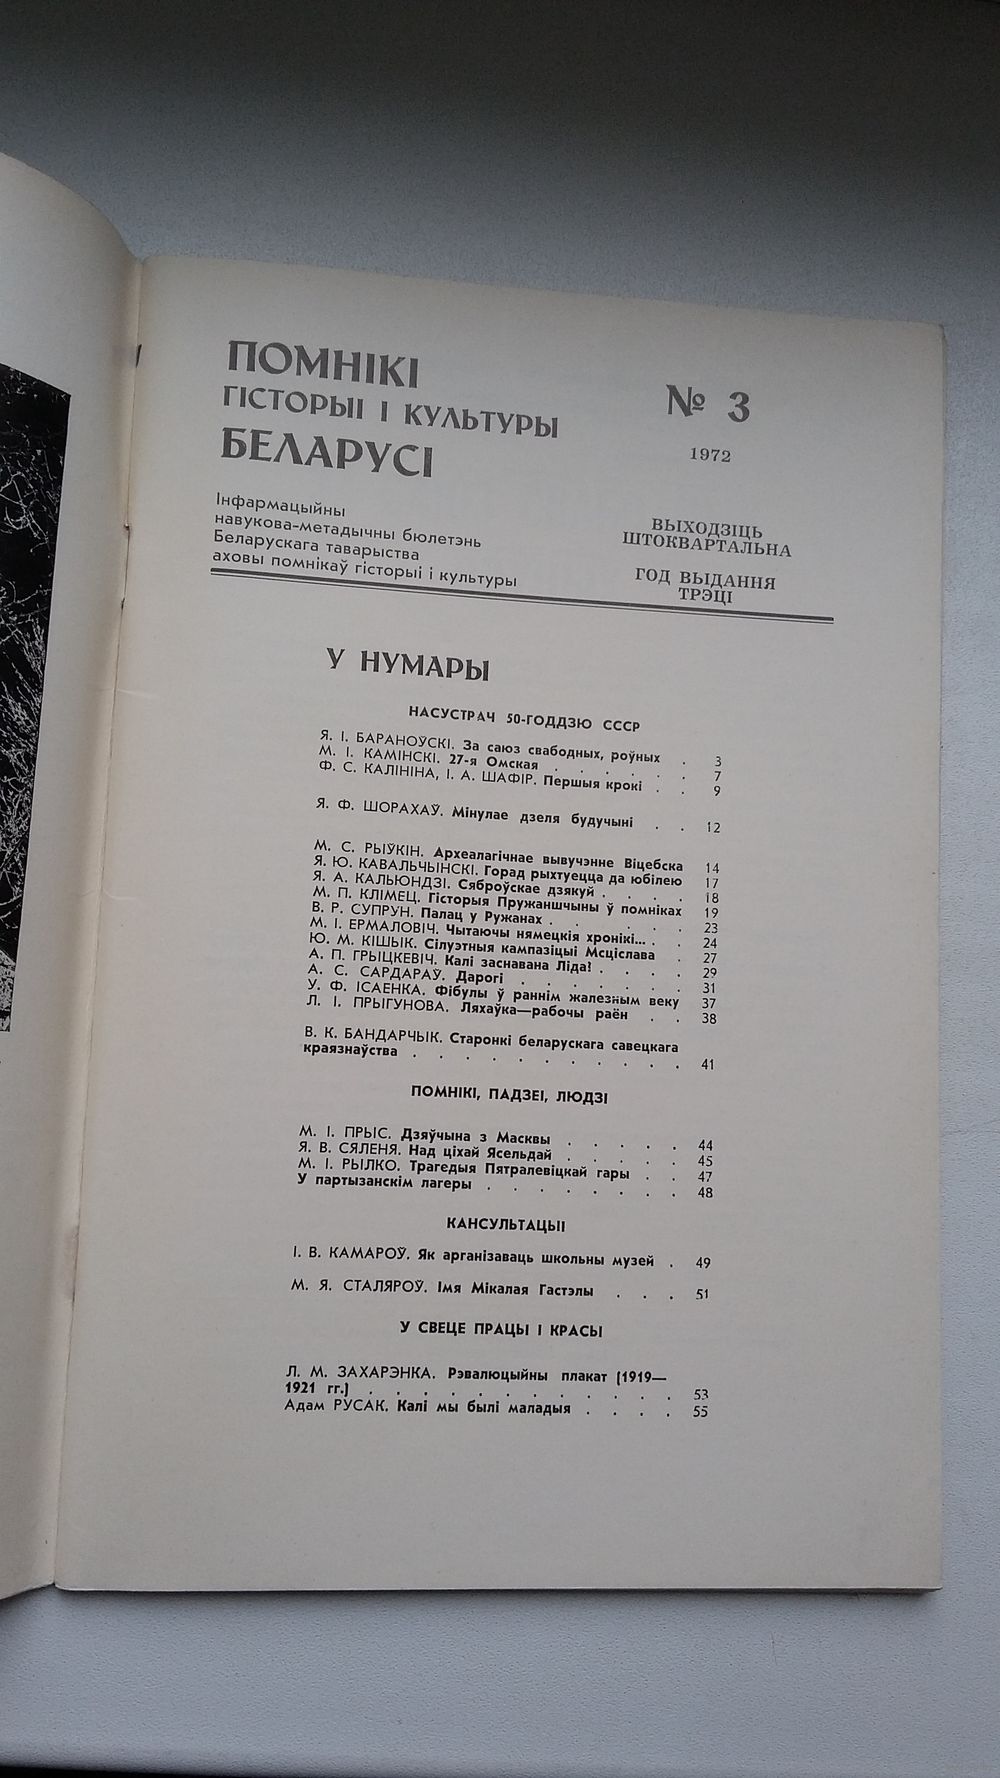 ПОМНІКІ
ГІСТОРЫІ І КУЛЬТУРЫ
БЕЛАРУСІ
№ 3
1972
Інфармацыйны
навукова-метадычны бюлетэнь
Беларускага таварыства
аховы помнікаў гісторыі і культуры
ВЫХОДЗІЦЬ
ШТОКВАРТАЛЬНА
ГОД ВЫДАННЯ
ТРЭЦІ
У НУМАРЫ
НАСУСТРАЧ 50-ГОДДЗЮ СССР
Я. І. БАРАНОЎСКІ. За саюз свабодных, роўных . 3
М. І. КАМІНСКІ. 27-я Омская . . . . . . 7
Ф. С. КАЛІНІНА, І. А. ШАФІР. Першыя крокі . . 9
Я. Ф. ШОРАХАЎ. Мінулае дзеля будучыні . . 12
М. С. РЫЎКІН. Археалагічнае вывучэнне Віцебска 14
Я. Ю. КАВАЛЬЧЫНСКІ. Горад рыхтуецца да юбілею 17
Я. А. КАЛЬЮНДЗІ. Сяброўскае дзякуй . . . . 18
М. П. КЛІМЕЦ. Гісторыя Пружаншчыны ў помніках 19
В. Р. СУПРУН. Палац у Ружанах . . . . . 23
М. І. ЕРМАЛОВІЧ. Чытаючы нямецкія хронікі... . . 24
Ю. М. КІШЫК. Сілуэтныя кампазіцыі Мсціслава . 27
А. П. ГРЫЦКЕВІЧ. Калі заснавана Ліда! . . . . 29
А. С. САРДАРАЎ. Дарогі . . . . . . . 31
У. Ф. ІСАЕНКА. Фібулы ў раннім жалезным веку 37
Л. І. ПРЫГУНОВА. Ляхаўка—рабочы раён . . 38
В. К. БАНДАРЧЫК. Старонкі беларускага савецкага
краязнаўства . . . . . . . . . . . 41
ПОМНІКІ, ПАДЗЕІ, ЛЮДЗІ
М. І. ПРЫС. Дзяўчына з Масквы . . . . . 44
Я. В. СЯЛЕНЯ. Над ціхай Ясельдай . . . . . 45
М. І. РЫЛКО. Трагедыя Пятралевіцкай гары . . 47
У партызанскім лагеры . . . . . . . . 48
КАНСУЛЬТАЦЫІ
І. В. КАМАРОЎ. Як арганізаваць школьны музей . 49
М. Я. СТАЛЯРОЎ. Імя Мікалая Гастэлы . . . 51
У СВЕЦЕ ПРАЦЫ І КРАСЫ
Л. М. ЗАХАРЭНКА. Рэвалюцыйны плакат (1919—
1921 гг.) . . . . . . . . . . . . 53
Адам РУСАК. Калі мы былі маладыя . . . . 55